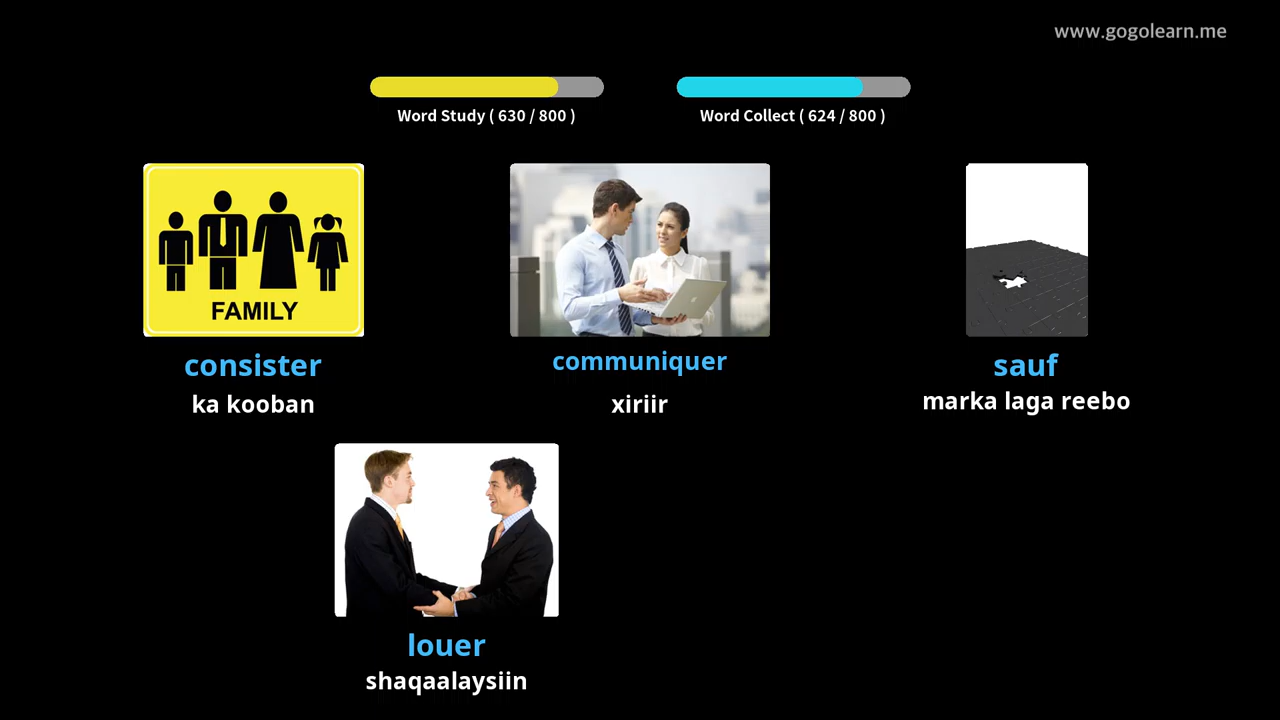 www.gogolearn.me
Word Study ( 630 / 800 )
Word Collect ( 624 / 800 )
FAMILY
consister
ka kooban
communiquer
xiriir
sauf
marka laga reebo
louer
shaqaalaysiin